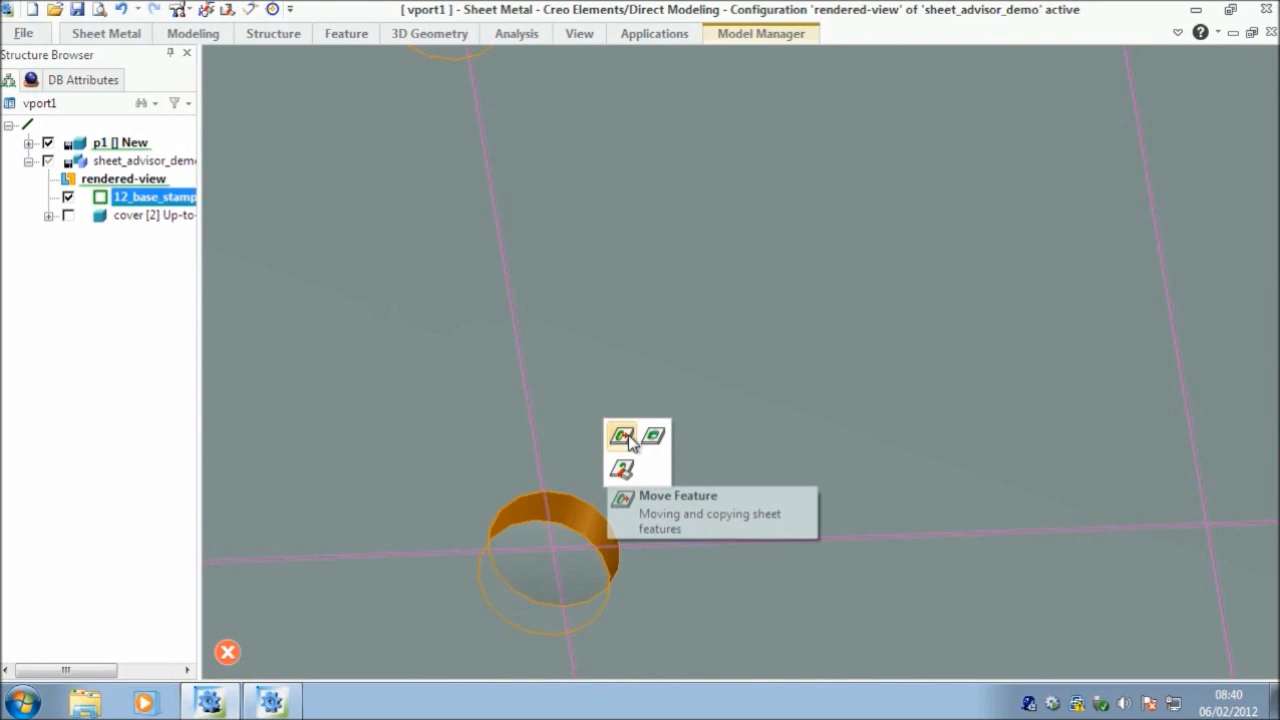 [ vport1 ] - Sheet Metal - Creo Elements/Direct Modeling - Configuration 'rendered-view' of 'sheet_advisor_demo' active
File Sheet Metal Modeling Structure Feature 3D Geometry Analysis View Applications Model Manager
Structure Browser
DB Attributes
vport1
p1 [] New
sheet_advisor_demo
rendered-view
12_base_stamp
cover [2] Up-to-
Move Feature
Moving and copying sheet
features
08:40
06/02/2012